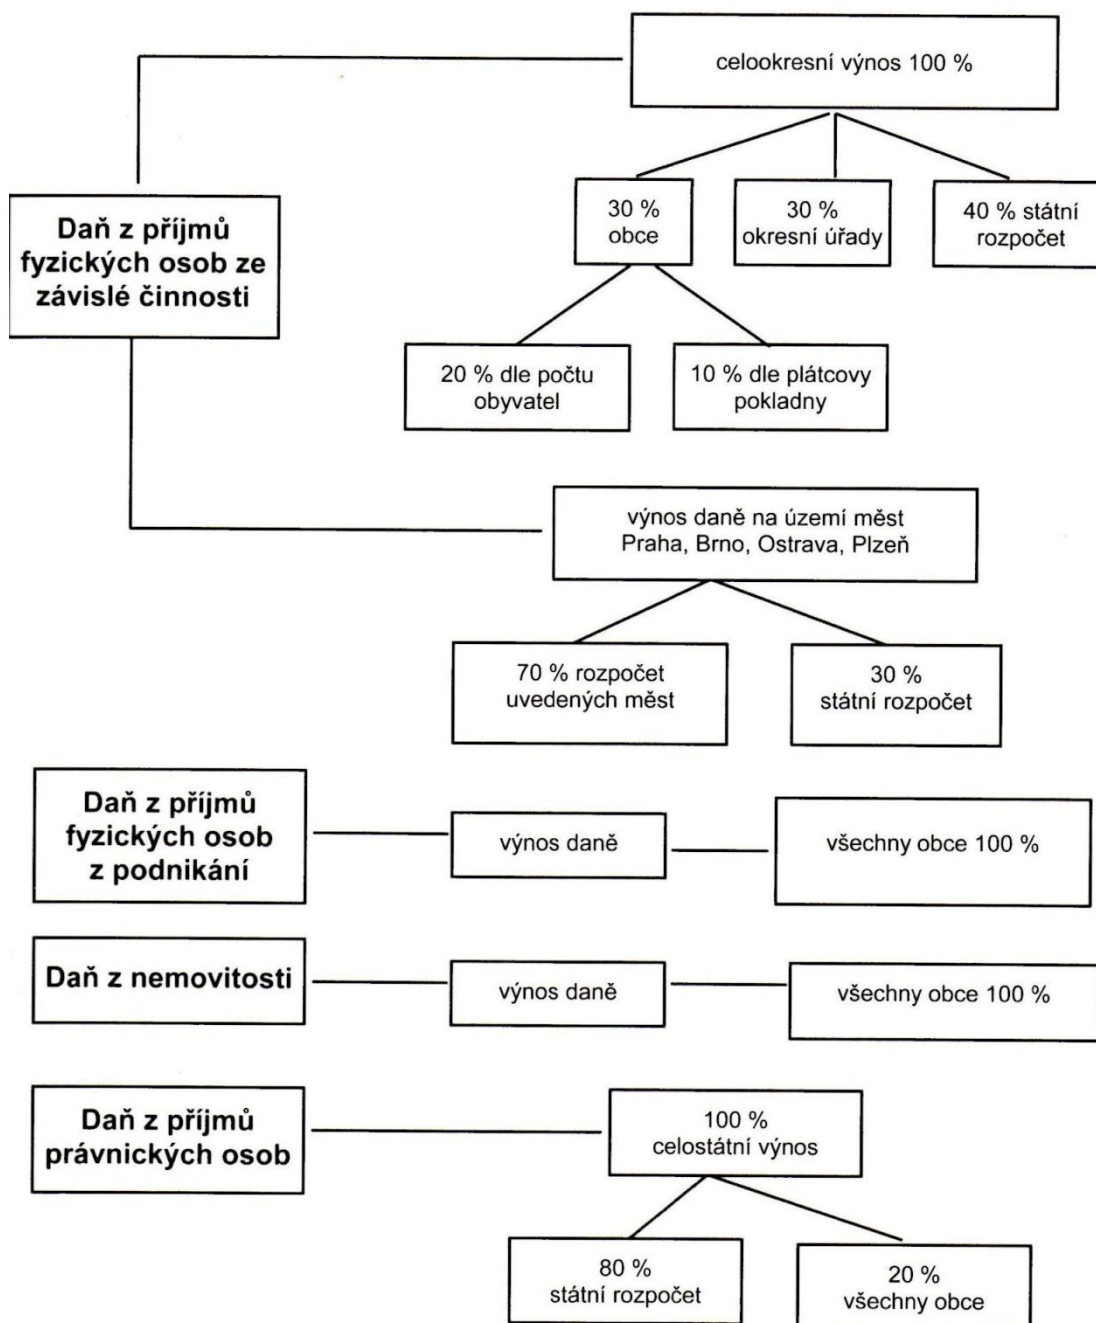 celookresní výnos 100 %
Daň z příjmů
fyzických osob ze
závislé činnosti
30 %
obce
30 %
okresní úřady
40 % státní
rozpočet
20 % dle počtu
obyvatel
10 % dle plátcovy
pokladny
výnos daně na území měst
Praha, Brno, Ostrava, Plzeň
70 % rozpočet
uvedených měst
30 %
státní rozpočet
Daň z příjmů
fyzických osob
z podnikání
výnos daně
všechny obce 100 %
Daň z nemovitosti
výnos daně
všechny obce 100 %
Daň z příjmů
právnických osob
100 %
celostátní výnos
80 %
státní rozpočet
20 %
všechny obce